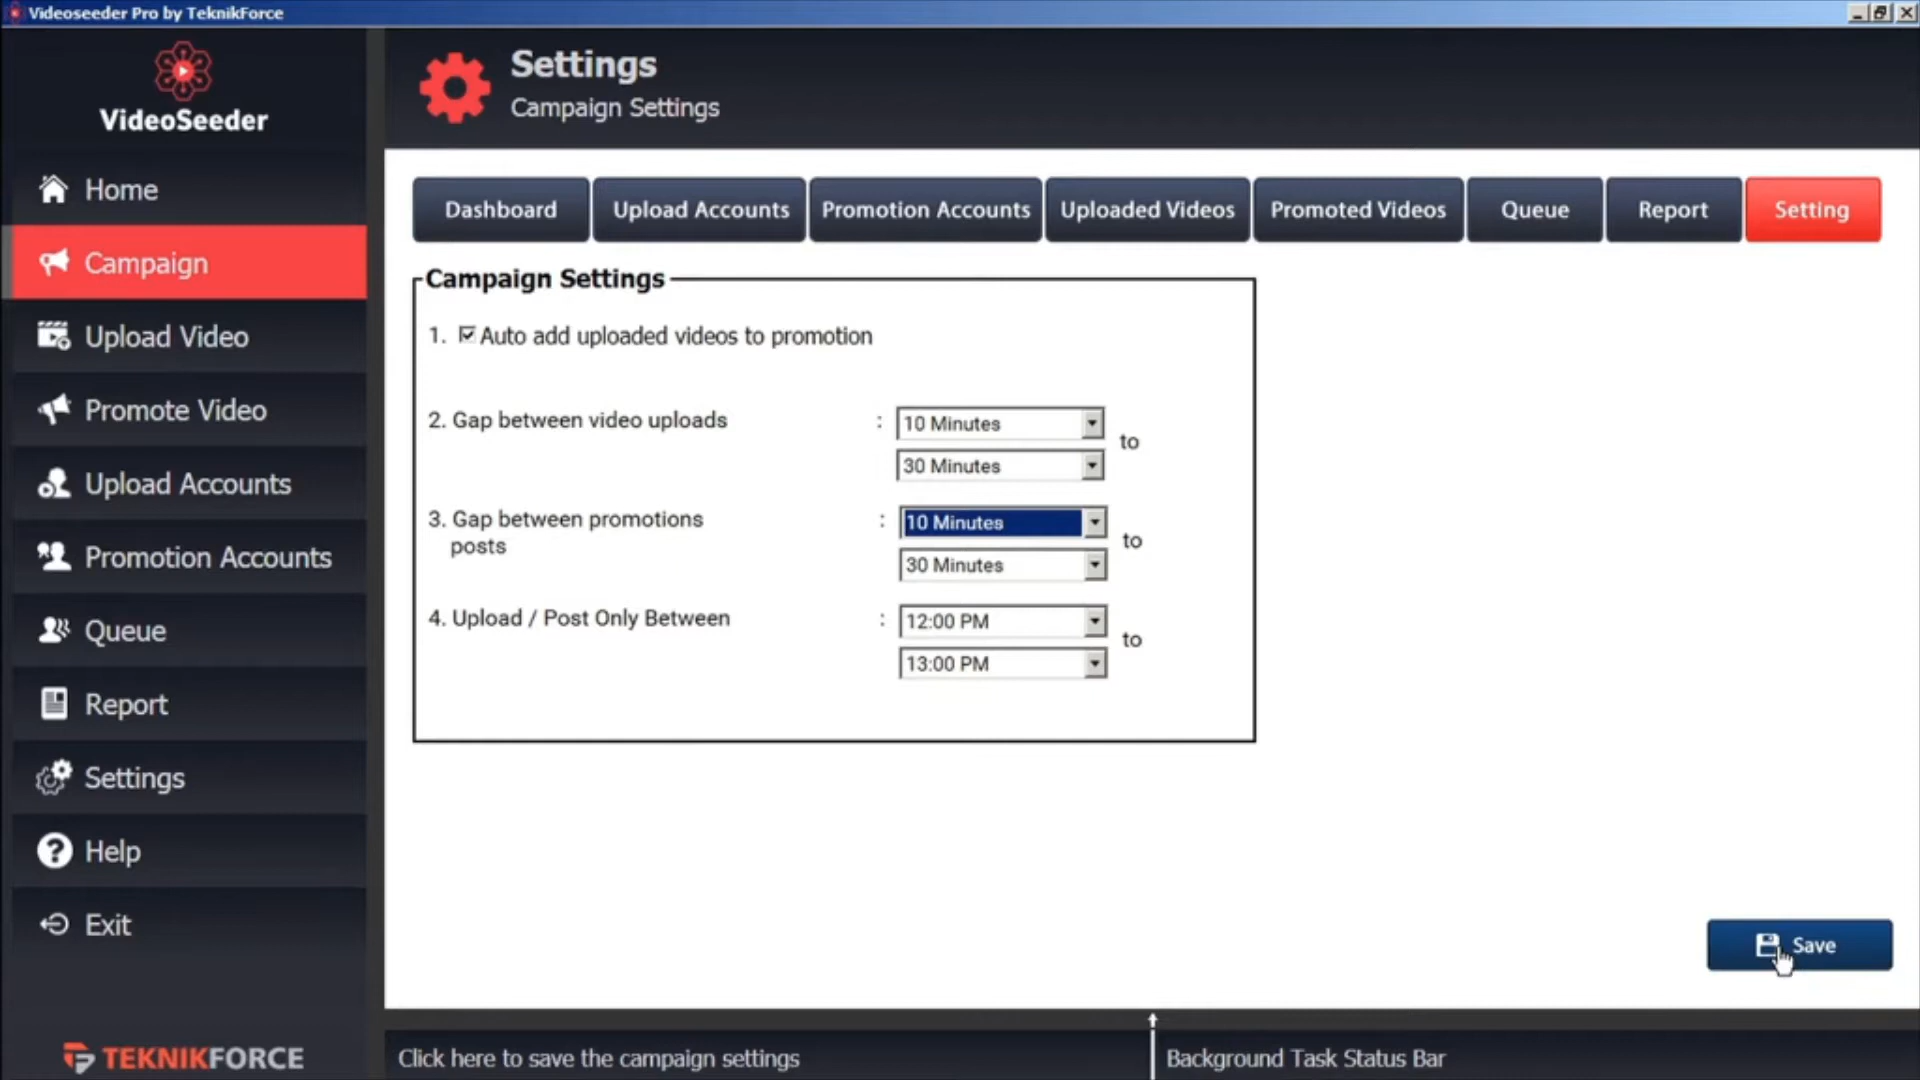 Videoseeder Pro by TeknikForce
VideoSeeder
Home
Campaign
Upload Video
Promote Video
Upload Accounts
Promotion Accounts
Queue
Report
Settings
Help
Exit
TEKNIKFORCE
Settings
Campaign Settings
Dashboard Upload Accounts Promotion Accounts Uploaded Videos Promoted Videos Queue Report Setting
Campaign Settings
1. Auto add uploaded videos to promotion
2. Gap between video uploads : 10 Minutes to
30 Minutes
3. Gap between promotions posts : 10 Minutes to
30 Minutes
4. Upload / Post Only Between : 12:00 PM to
13:00 PM
Save
Click here to save the campaign settings
Background Task Status Bar